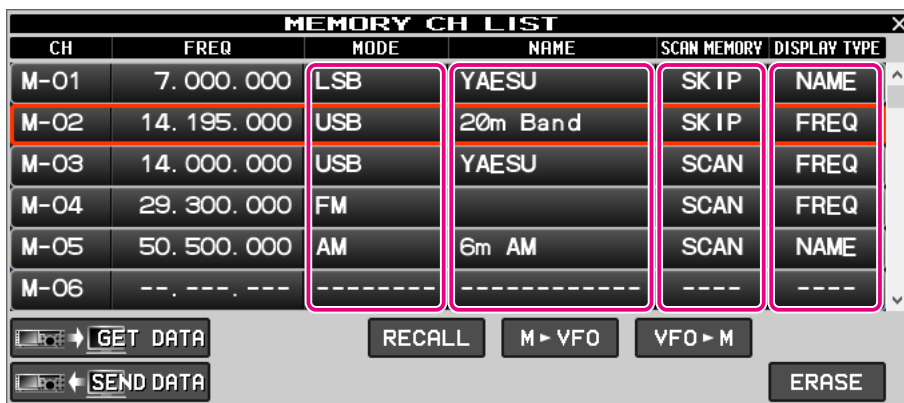 MEMORY CH LIST X
CH FREQ MODE NAME SCAN MEMORY DISPLAY TYPE
M-01 7.000.000 LSB YAESU SKIP NAME
M-02 14.195.000 USB 20m Band SKIP FREQ
M-03 14.000.000 USB YAESU SCAN FREQ
M-04 29.300.000 FM SCAN FREQ
M-05 50.500.000 AM 6m AM SCAN NAME
M-06 --.---.--- -------- ------------ ---- ----
GET DATA RECALL M►VFO VFO►M
SEND DATA ERASE